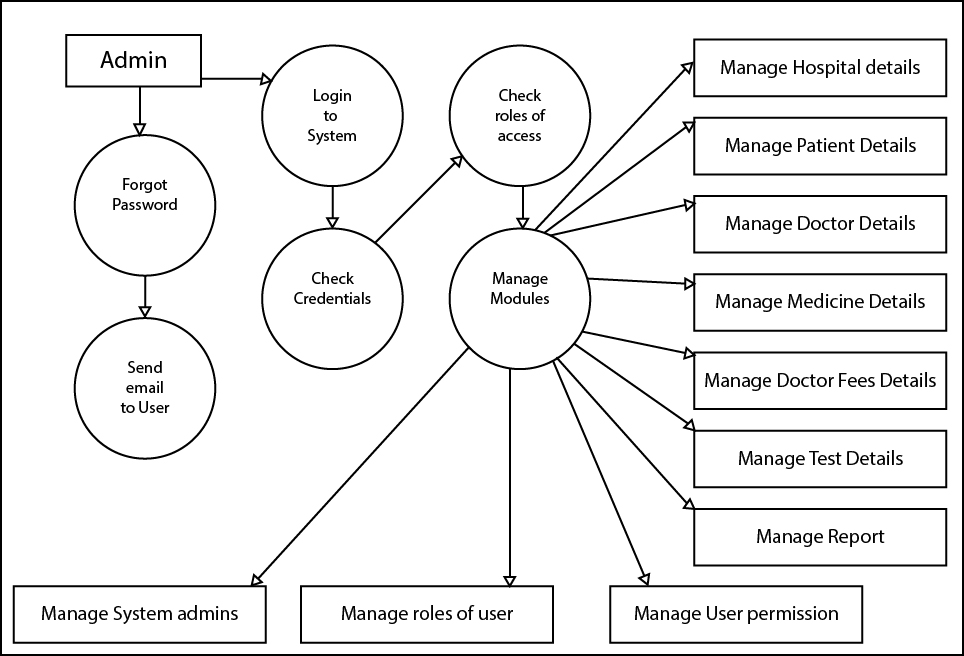 Admin
Login
to
System
Check
roles of
access
Manage Hospital details
Manage Patient Details
Forgot
Password
Manage Doctor Details
Check
Credentials
Manage
Modules
Manage Medicine Details
Send
email
to User
Manage Doctor Fees Details
Manage Test Details
Manage Report
Manage System admins
Manage roles of user
Manage User permission